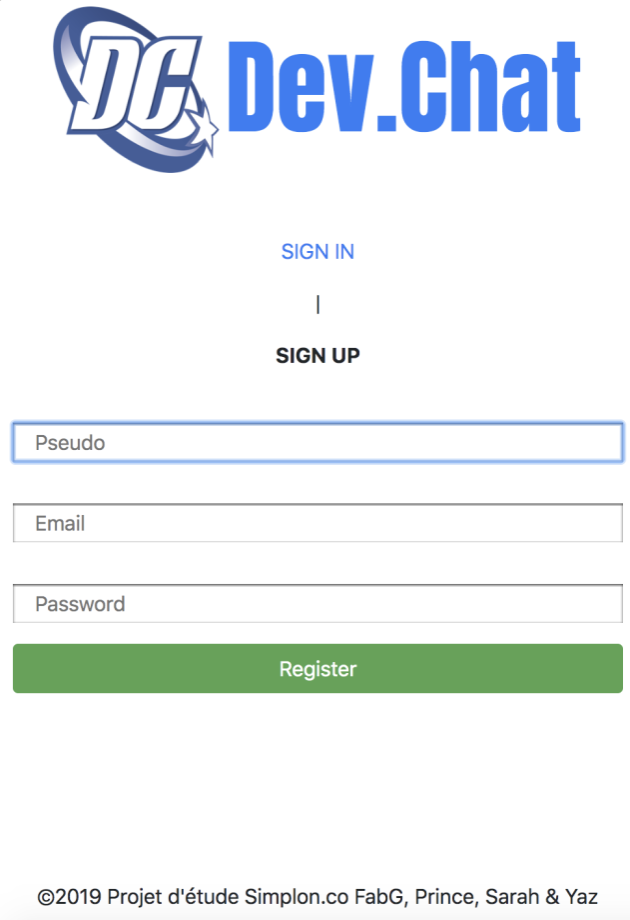 DC Dev.Chat
SIGN IN
|
SIGN UP
Pseudo
Email
Password
Register
©2019 Projet d'étude Simplon.co FabG, Prince, Sarah & Yaz